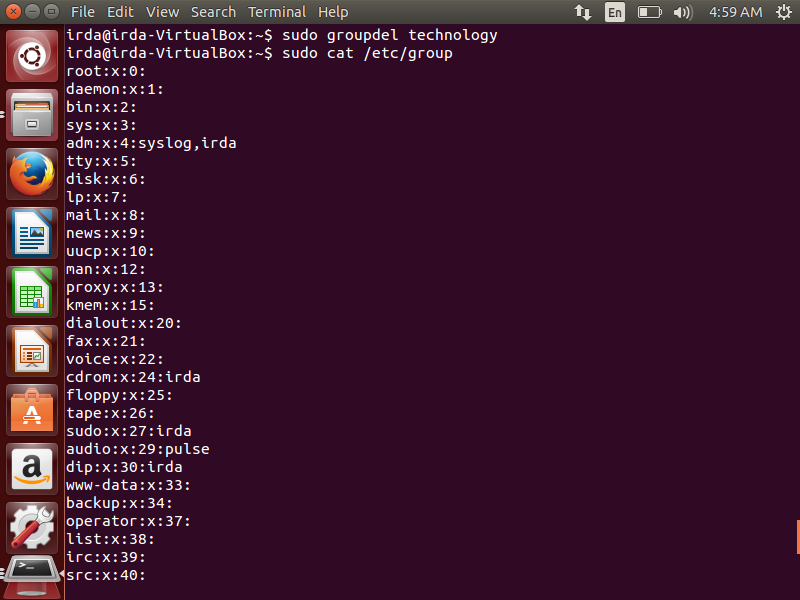 File Edit View Search Terminal Help En 4:59 AM
irda@irda-VirtualBox:~$ sudo groupdel technology
irda@irda-VirtualBox:~$ sudo cat /etc/group
root:x:0:
daemon:x:1:
bin:x:2:
sys:x:3:
adm:x:4:syslog,irda
tty:x:5:
disk:x:6:
lp:x:7:
mail:x:8:
news:x:9:
uucp:x:10:
man:x:12:
proxy:x:13:
kmem:x:15:
dialout:x:20:
fax:x:21:
voice:x:22:
cdrom:x:24:irda
floppy:x:25:
tape:x:26:
sudo:x:27:irda
audio:x:29:pulse
dip:x:30:irda
www-data:x:33:
backup:x:34:
operator:x:37:
list:x:38:
irc:x:39:
src:x:40: